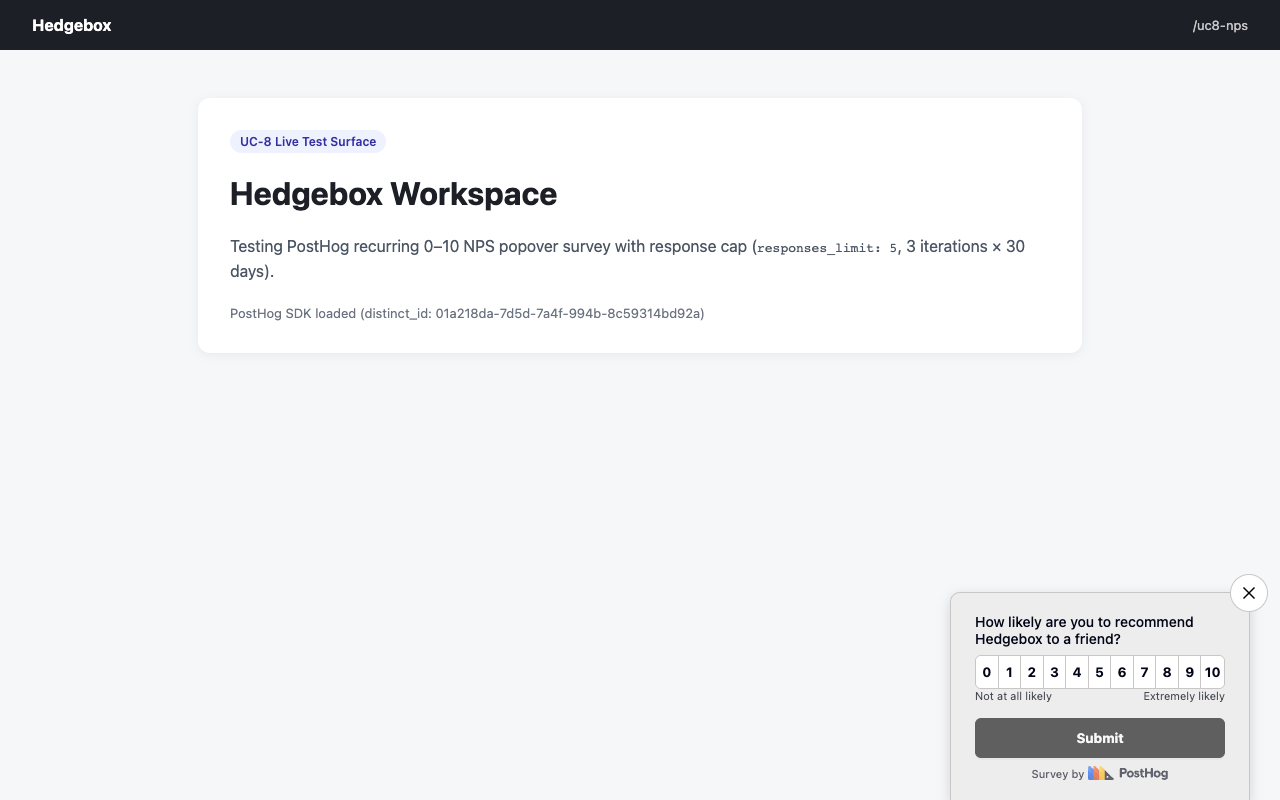 Hedgebox
/uc8-nps
UC-8 Live Test Surface
Hedgebox Workspace
Testing PostHog recurring 0–10 NPS popover survey with response cap (responses_limit: 5, 3 iterations × 30
days).
PostHog SDK loaded (distinct_id: 01a218da-7d5d-7a4f-994b-8c59314bd92a)
How likely are you to recommend
Hedgebox to a friend?
0 1 2 3 4 5 6 7 8 9 10
Not at all likely Extremely likely
Submit
Survey by PostHog